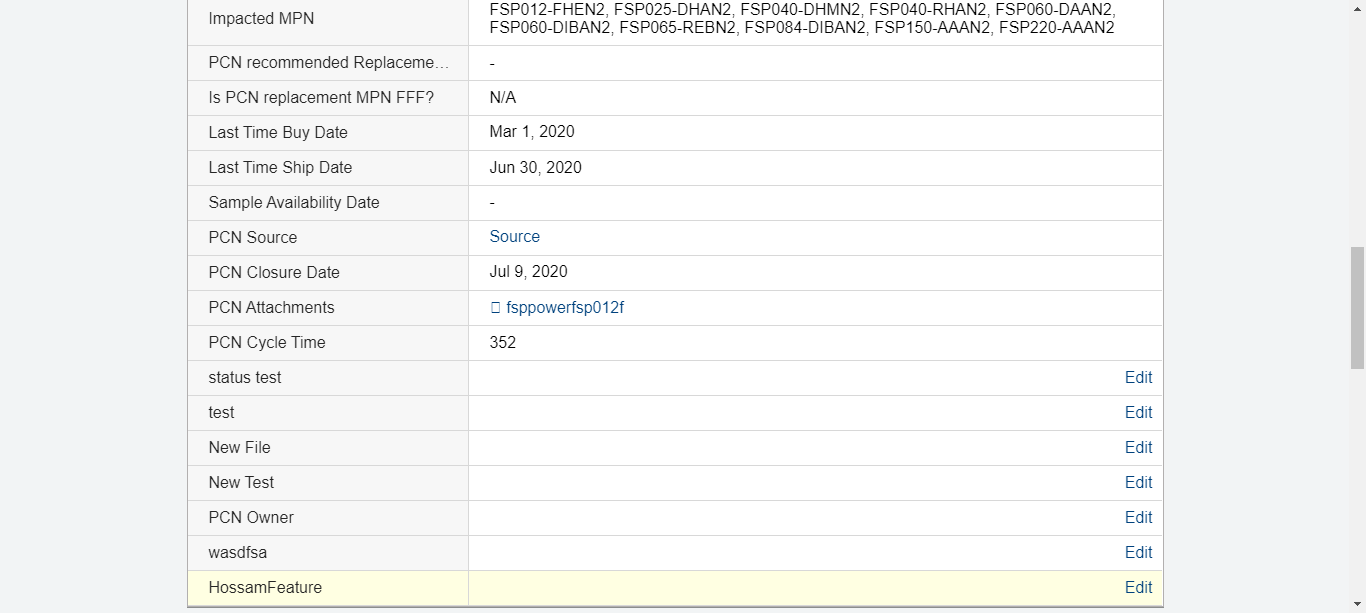 Impacted MPN
FSP012-FHEN2, FSP025-DHAN2, FSP040-DHMN2, FSP040-RHAN2, FSP060-DAAN2,
FSP060-DIBAN2, FSP065-REBN2, FSP084-DIBAN2, FSP150-AAAN2, FSP220-AAAN2
PCN recommended Replaceme... -
Is PCN replacement MPN FFF? N/A
Last Time Buy Date Mar 1, 2020
Last Time Ship Date Jun 30, 2020
Sample Availability Date -
PCN Source Source
PCN Closure Date Jul 9, 2020
PCN Attachments fsppowerfsp012f
PCN Cycle Time 352
status test Edit
test Edit
New File Edit
New Test Edit
PCN Owner Edit
wasdfsa Edit
HossamFeature Edit